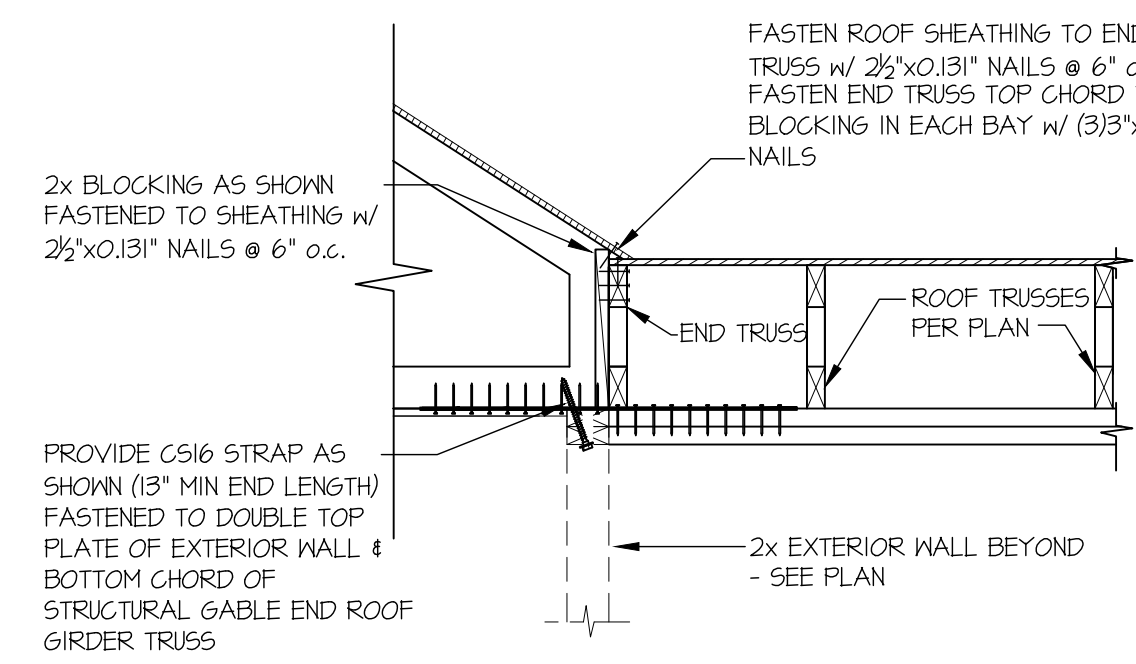 FASTEN ROOF SHEATHING TO END
TRUSS w/ 2½"x0.131" NAILS @ 6"
FASTEN END TRUSS TOP CHORD
BLOCKING IN EACH BAY w/ (3)3"x
NAILS
2x BLOCKING AS SHOWN
FASTENED TO SHEATHING w/
2½"x0.131" NAILS @ 6" o.c.
ROOF TRUSSES
PER PLAN
END TRUSS
PROVIDE CS16 STRAP AS
SHOWN (13" MIN END LENGTH)
FASTENED TO DOUBLE TOP
PLATE OF EXTERIOR WALL &
BOTTOM CHORD OF
STRUCTURAL GABLE END ROOF
GIRDER TRUSS
2x EXTERIOR WALL BEYOND
- SEE PLAN